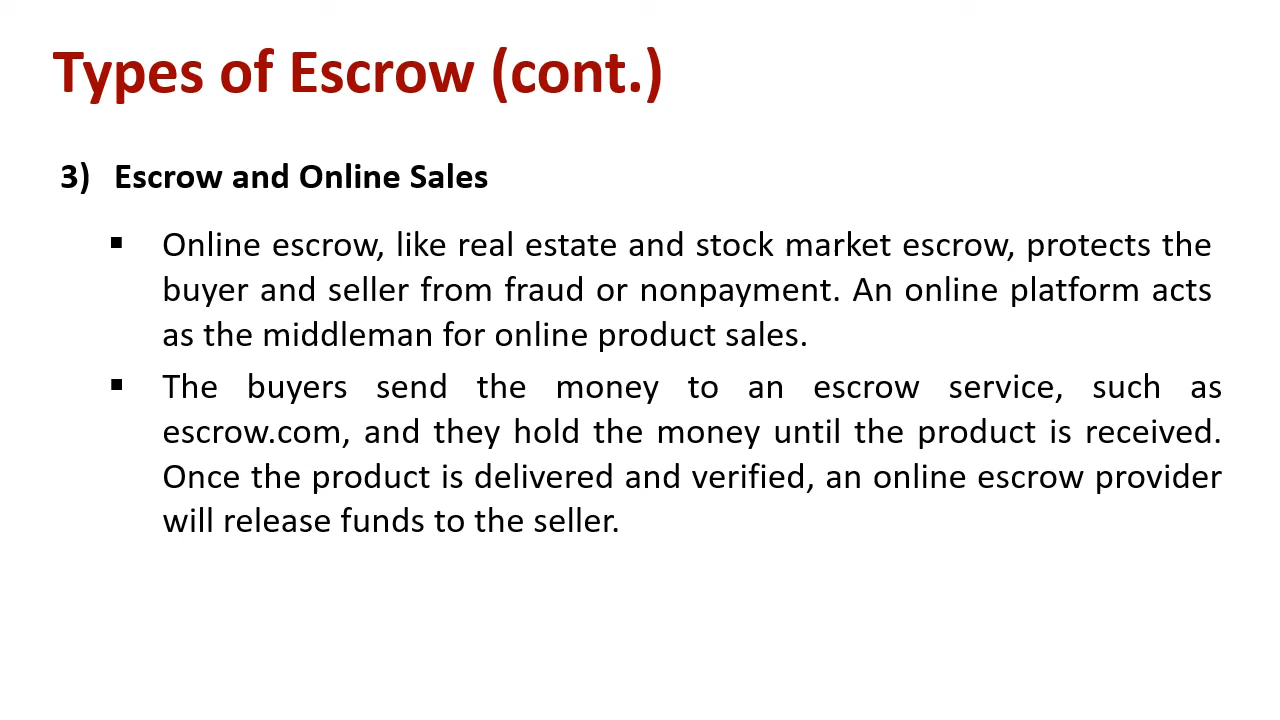 Types of Escrow (cont.)
3) Escrow and Online Sales
▪ Online escrow, like real estate and stock market escrow, protects the
buyer and seller from fraud or nonpayment. An online platform acts
as the middleman for online product sales.
▪ The buyers send the money to an escrow service, such as
escrow.com, and they hold the money until the product is received.
Once the product is delivered and verified, an online escrow provider
will release funds to the seller.